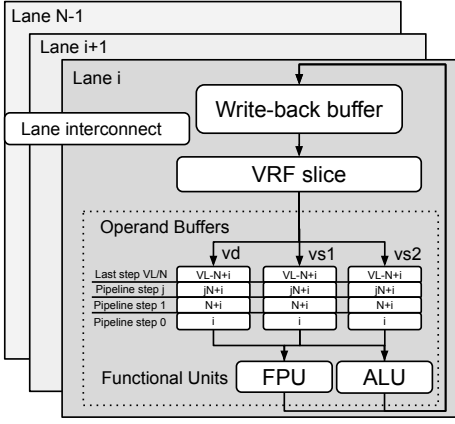 Lane N-1
Lane i+1
Lane i
Lane interconnect
Write-back buffer
VRF slice
Operand Buffers
vd vs1 vs2
Last step VL/N VL-N+i VL-N+i VL-N+i
Pipeline step j jN+i jN+i jN+i
Pipeline step 1 N+i N+i N+i
Pipeline step 0 i i i
Functional Units FPU ALU